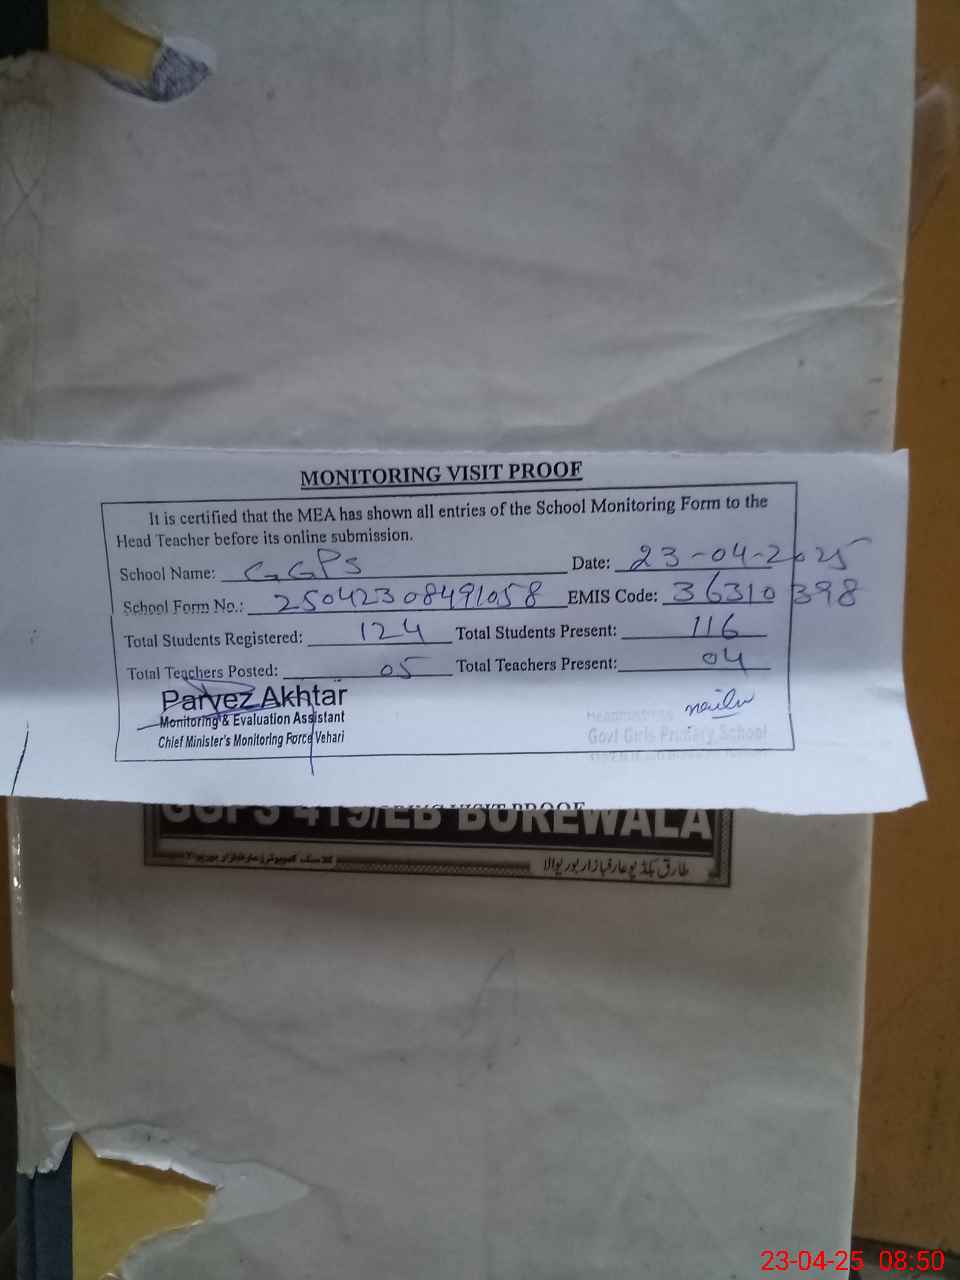 MONITORING VISIT PROOF
It is certified that the MEA has shown all entries of the School Monitoring Form to the
Head Teacher before its online submission.
School Name: GGPS Date: 23-04-2025
School Form No.: 25042308491058 EMIS Code: 36310398
Total Students Registered: 124 Total Students Present: 116
Total Teachers Posted: 05 Total Teachers Present: 04
Parvez Akhtar
Monitoring & Evaluation Assistant
Chief Minister's Monitoring Force Vehari
Headmistress
Govt Girls Primary School
VISIT PROOF
GGPS 419/EB BUREWALA
23-04-25 08:50